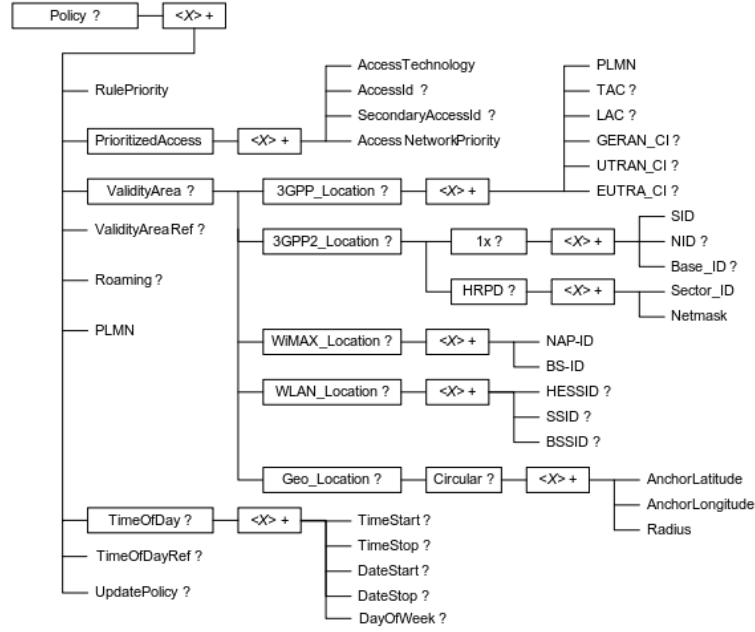 Policy ? <X> +
AccessTechnology PLMN
RulePriority AccessId ? TAC ?
SecondaryAccessId ? LAC ?
PrioritizedAccess <X> + AccessNetworkPriority GERAN_CI ?
UTRAN_CI ?
ValidityArea ? 3GPP_Location ? <X> + EUTRA_CI ?
SID
ValidityAreaRef ? 3GPP2_Location ? 1x ? <X> + NID ?
Base_ID ?
Roaming ? HRPD ? <X> + Sector_ID
Netmask
PLMN WiMAX_Location ? <X> + NAP-ID
BS-ID
WLAN_Location ? <X> + HESSID ?
SSID ?
BSSID ?
Geo_Location ? Circular ? <X> + AnchorLatitude
AnchorLongitude
Radius
TimeOfDay ? <X> + TimeStart ?
TimeStop ?
TimeOfDayRef ? DateStart ?
DateStop ?
UpdatePolicy ? DayOfWeek ?